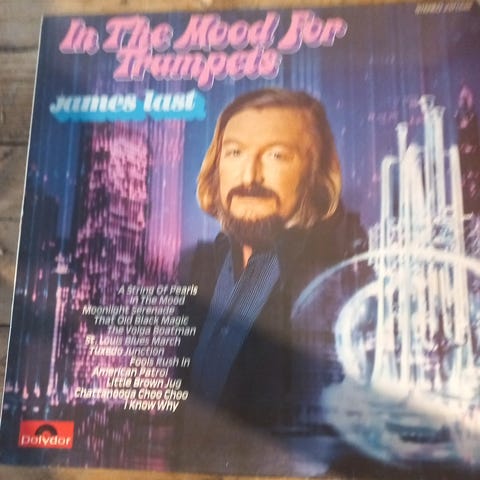 In The Mood For
Trumpets
james last
A String Of Pearls
In The Mood
Moonlight Serenade
That Old Black Magic
The Volga Boatman
St. Louis Blues March
Tuxedo Junction
Fools Rush In
American Patrol
Little Brown Jug
Chattanooga Choo Choo
I Know Why
Polydor